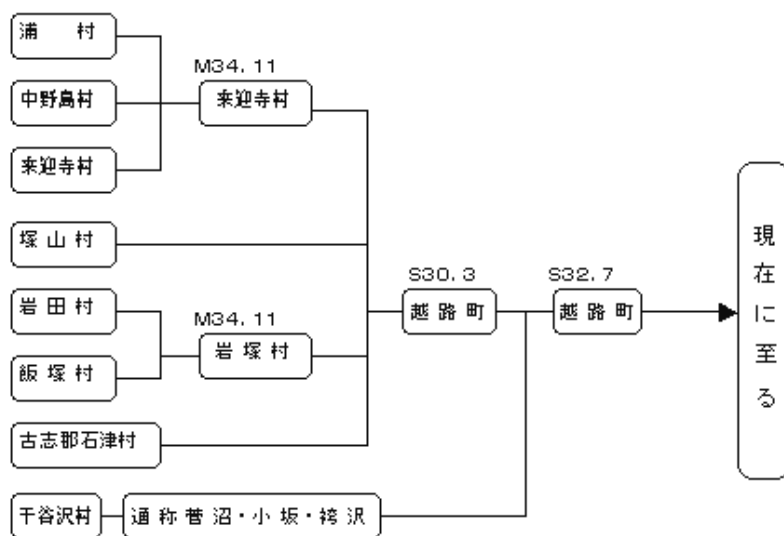 浦 村
M34.11
中野島村
来迎寺村
来迎寺村
塚山村
S30.3
S32.7
越路町
越路町
現在に至る
岩田村
M34.11
岩塚村
飯塚村
古志郡石津村
千谷沢村
通称菅沼・小坂・袴沢